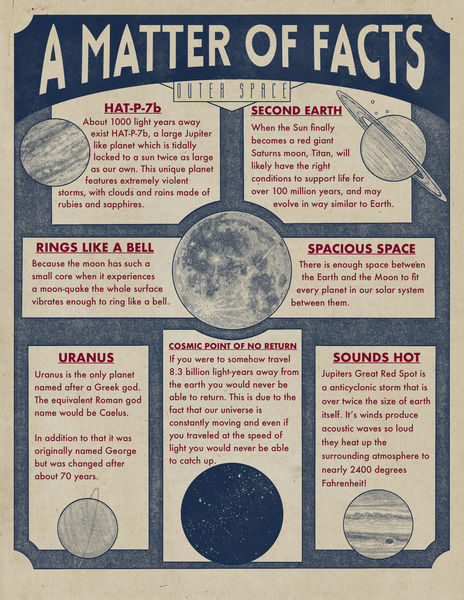 A MATTER OF FACTS
OUTER SPACE
HAT-P-7b
About 1000 light years away
exist HAT-P-7b, a large Jupiter
like planet which is tidally
locked to a sun twice as large
as our own. This unique planet
features extremely violent
storms, with clouds and rains made of
rubies and sapphires.
SECOND EARTH
When the Sun finally
becomes a red giant
Saturns moon, Titan, will
likely have the right
conditions to support life for
over 100 million years, and may
evolve in way similar to Earth.
RINGS LIKE A BELL
Because the moon has such a
small core when it experiences
a moon-quake the whole surface
vibrates enough to ring like a bell.
SPACIOUS SPACE
There is enough space between
the Earth and the Moon to fit
every planet in our solar system
between them.
URANUS
Uranus is the only planet
named after a Greek god.
The equivalent Roman god
name would be Caelus.
In addition to that it was
originally named George
but was changed after
about 70 years.
COSMIC POINT OF NO RETURN
If you were to somehow travel
8.3 billion light-years away from
the earth you would never be
able to return. This is due to the
fact that our universe is
constantly moving and even if
you traveled at the speed of
light you would never be able
to catch up.
SOUNDS HOT
Jupiters Great Red Spot is
a anticyclonic storm that is
over twice the size of earth
itself. It's winds produce
acoustic waves so loud
they heat up the
surrounding atmosphere to
nearly 2400 degrees
Fahrenheit!